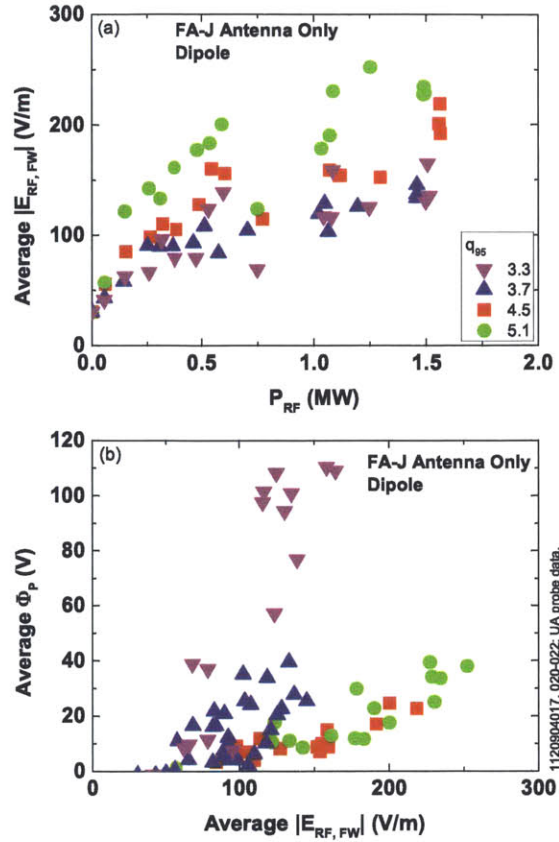 (a)
FA-J Antenna Only
Dipole
300
200
100
0
Average |E_RF, FW| (V/m)
q_95
3.3
3.7
4.5
5.1
0.0 0.5 1.0 1.5 2.0
P_RF (MW)
(b)
FA-J Antenna Only
Dipole
120
100
80
60
40
20
0
Average Φ_P (V)
0 100 200 300
Average |E_RF, FW| (V/m)
1120904017, 020-022; UA probe data.